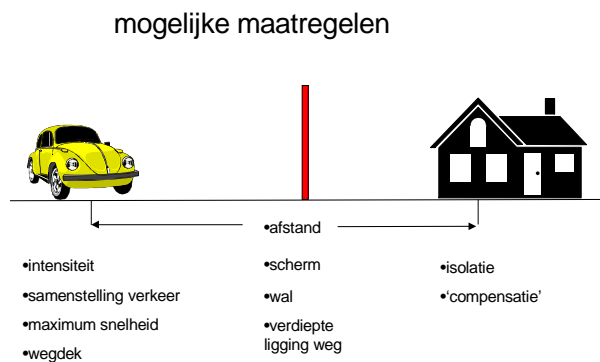 mogelijke maatregelen
•afstand
•intensiteit
•samenstelling verkeer
•maximum snelheid
•wegdek
•scherm
•wal
•verdiepte
ligging weg
•isolatie
•‘compensatie’